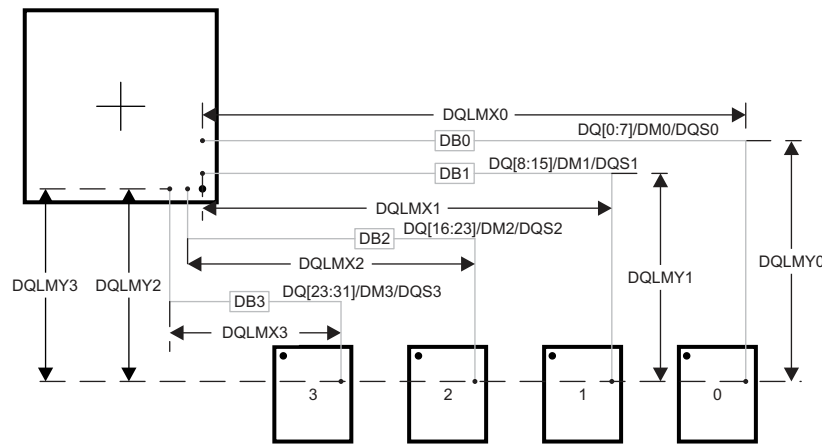 DQLMX0
DQ[0:7]/DM0/DQS0
DB0
DQ[8:15]/DM1/DQS1
DB1
DQLMX1
DQ[16:23]/DM2/DQS2
DB2
DQLMX2
DQLMY0
DQLMY1
DQLMY3
DQLMY2
DQ[23:31]/DM3/DQS3
DB3
DQLMX3
3
2
1
0